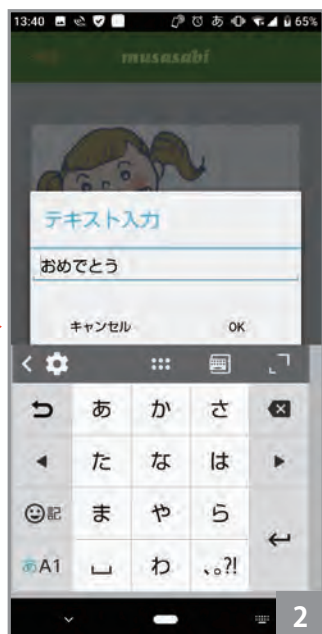 13:40 65%
musasabi
テキスト入力
おめでとう
キャンセル OK
あ か さ
た な は
記 ま や ら
あA1 わ 、。?!
2